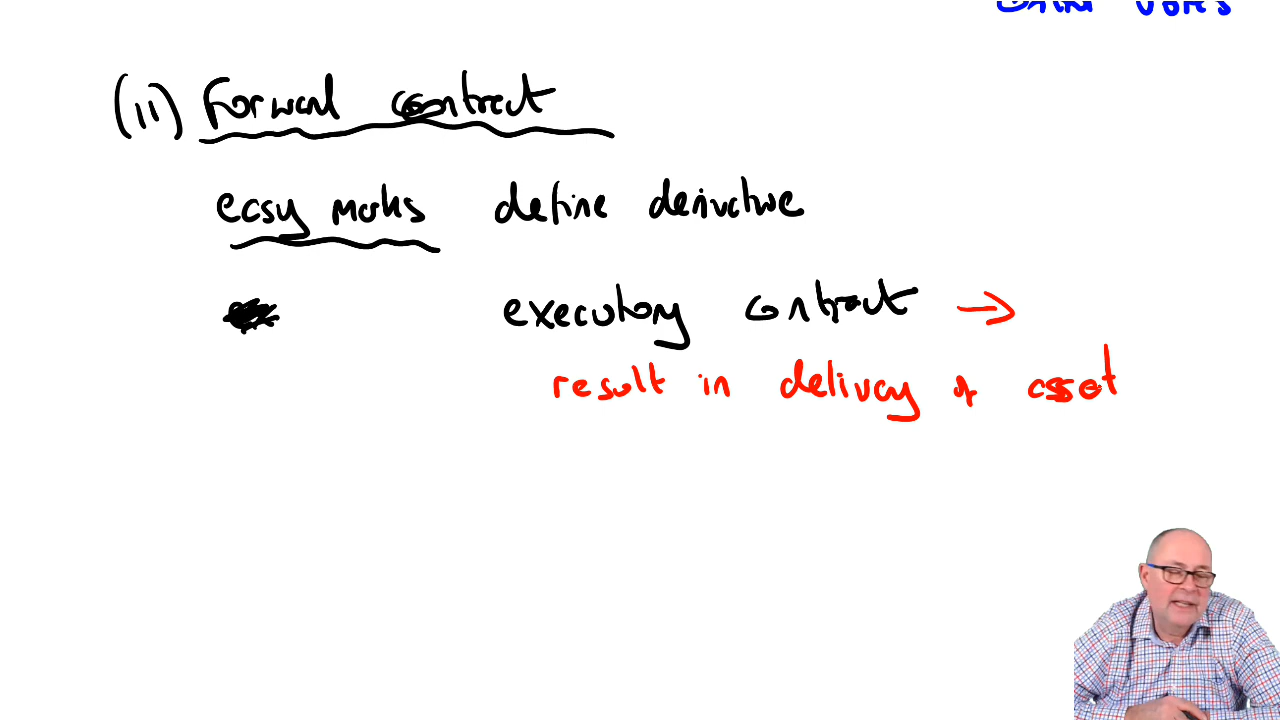 (ii) Forward contract
easy marks define derivative
executory contract →
result in delivery of asset